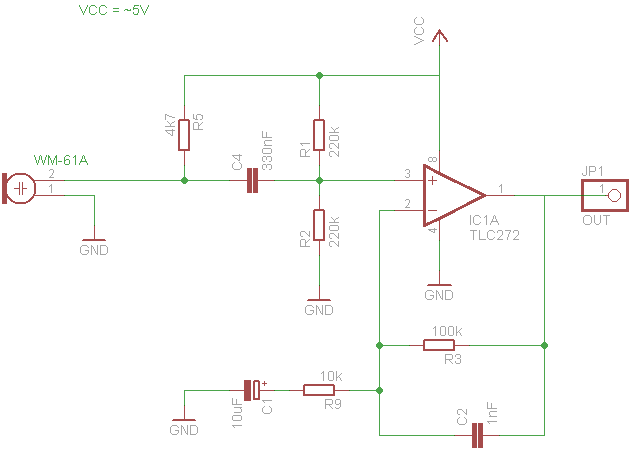 VCC = ~5V
VCC
4k7
R5
C4
330nF
R1
220k
WM-61A
2
1
8
3
2
1
4
IC1A
TLC272
JP1
1
OUT
GND
R2
220k
GND
GND
100k
R3
10k
R9
10uF
C1
+
GND
C2
1nF